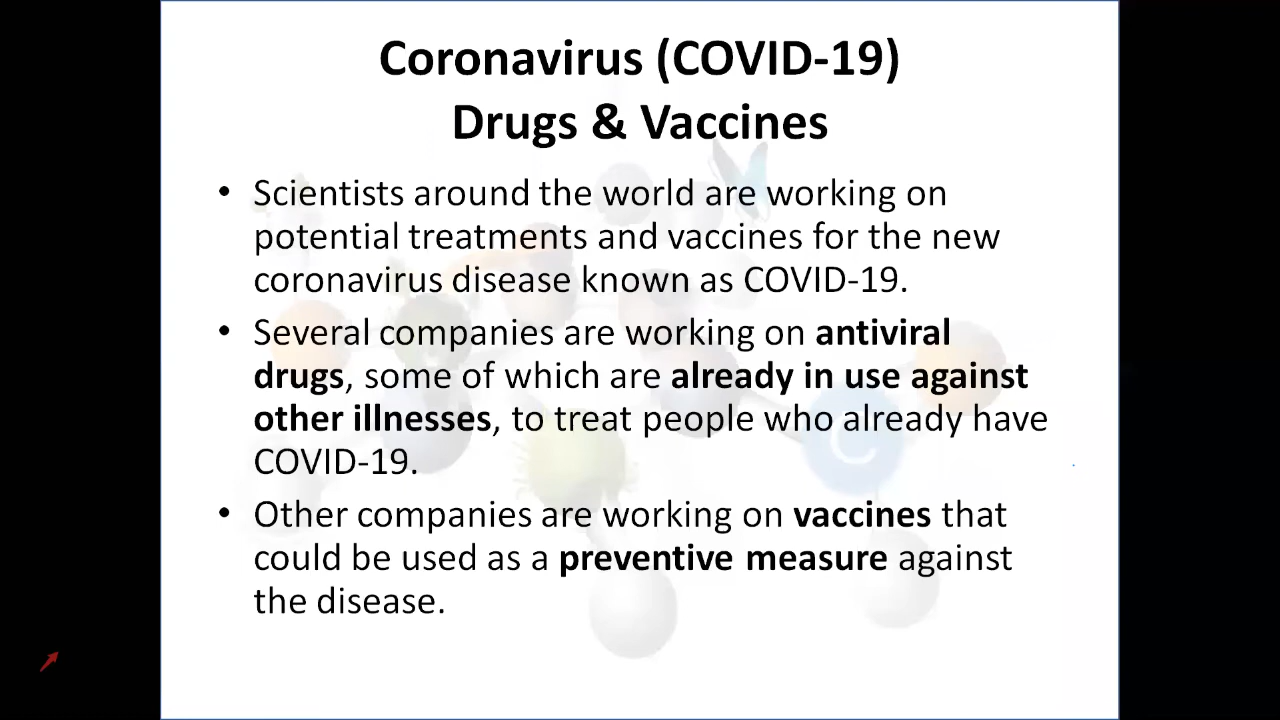 Coronavirus (COVID-19)
Drugs & Vaccines
• Scientists around the world are working on
potential treatments and vaccines for the new
coronavirus disease known as COVID-19.
• Several companies are working on antiviral
drugs, some of which are already in use against
other illnesses, to treat people who already have
COVID-19.
• Other companies are working on vaccines that
could be used as a preventive measure against
the disease.
C